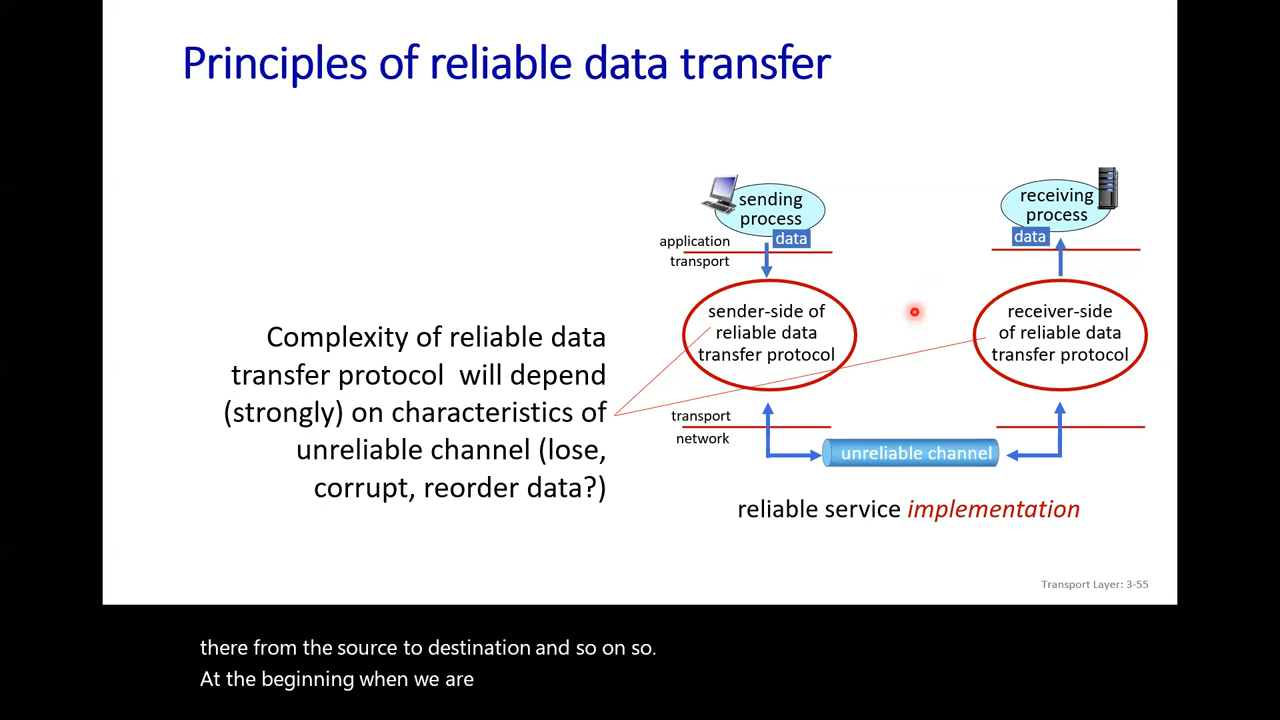 Principles of reliable data transfer
sending
process
data
application
transport
receiving
process
data
sender-side of
reliable data
transfer protocol
receiver-side
of reliable data
transfer protocol
Complexity of reliable data
transfer protocol will depend
(strongly) on characteristics of
unreliable channel (lose,
corrupt, reorder data?)
transport
network
unreliable channel
reliable service implementation
Transport Layer: 3-55
there from the source to destination and so on so.
At the beginning when we are